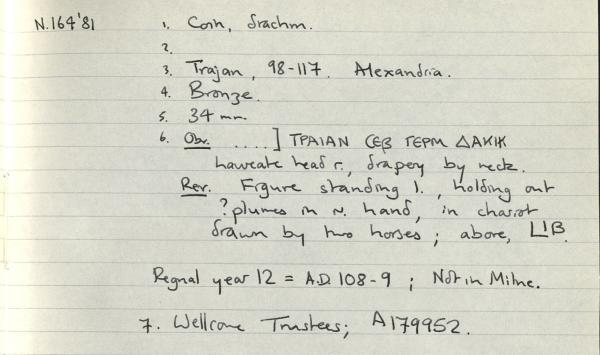 N.164'81
1. Coin, drachm.
2.
3. Trajan, 98-117. Alexandria.
4. Bronze.
5. 34 mm.
6. Obv. ....] ΤΡΑΙΑΝ ϹΕΒ ΓΕΡΜ ΔΑΚΙΚ
laureate head r., drapery by neck.
Rev. Figure standing l., holding out
? plumes in r. hand, in chariot
drawn by two horses; above, LΙΒ.
Regnal year 12 = A.D. 108-9; Not in Milne.
7. Wellcome Trustees; A179952.